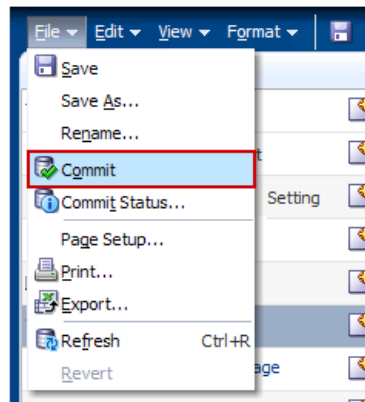 File Edit View Format
Save
Save As...
Rename...
Commit
Commit Status...
Setting
Page Setup...
Print...
Export...
Refresh Ctrl+R
Revert
age